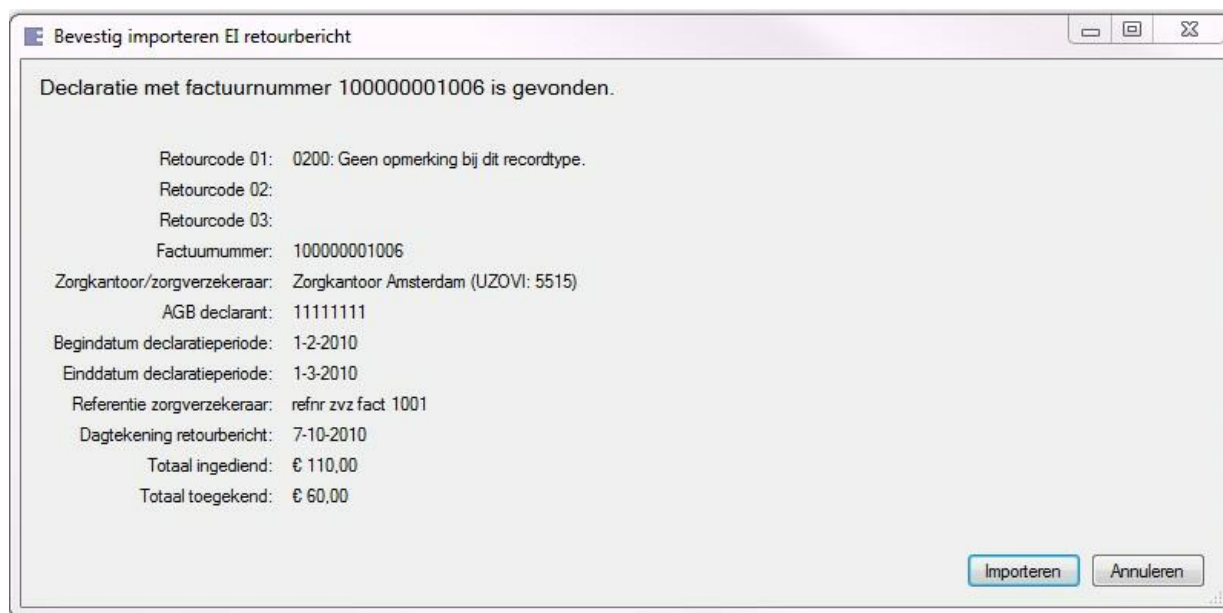 Bevestig importeren EI retourbericht
Declaratie met factuurnummer 100000001006 is gevonden.
Retourcode 01: 0200: Geen opmerking bij dit recordtype.
Retourcode 02:
Retourcode 03:
Factuurnummer: 100000001006
Zorgkantoor/zorgverzekeraar: Zorgkantoor Amsterdam (UZOVI: 5515)
AGB declarant: 11111111
Begindatum declaratieperiode: 1-2-2010
Einddatum declaratieperiode: 1-3-2010
Referentie zorgverzekeraar: refnr zvz fact 1001
Dagtekening retourbericht: 7-10-2010
Totaal ingediend: € 110,00
Totaal toegekend: € 60,00
Importeren Annuleren